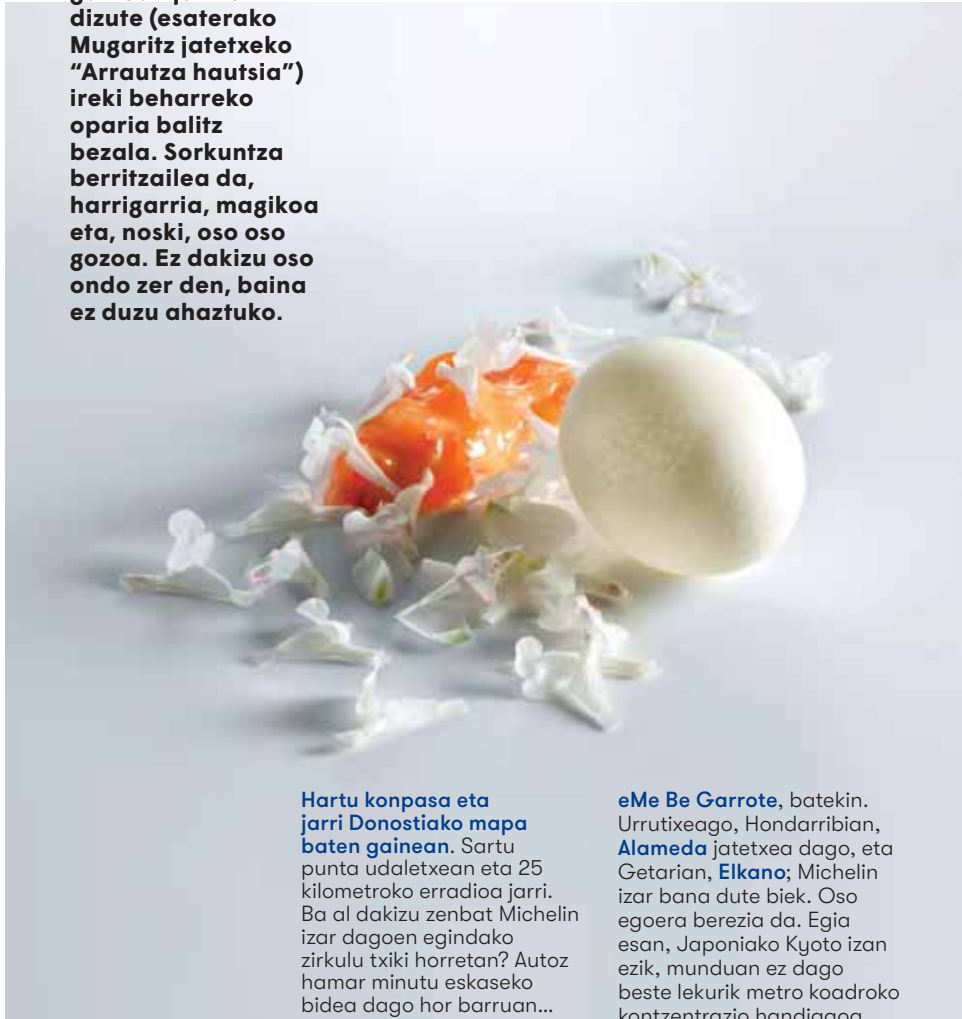 dizute (esaterako
Mugaritz jatetxeko
“Arrautza hautsia”)
ireki beharreko
oparia balitz
bezala. Sorkuntza
berritzailea da,
harrigarria, magikoa
eta, noski, oso oso
gozoa. Ez dakizu oso
ondo zer den, baina
ez duzu ahaztuko.
Hartu konpasa eta
jarri Donostiako mapa
baten gainean. Sartu
punta udaletxean eta 25
kilometroko erradioa jarri.
Ba al dakizu zenbat Michelin
izar dagoen egindako
zirkulu txiki horretan? Autoz
hamar minutu eskaseko
bidea dago hor barruan...
eMe Be Garrote, batekin.
Urrutixeago, Hondarribian,
Alameda jatetxea dago, eta
Getarian, Elkano; Michelin
izar bana dute biek. Oso
egoera berezia da. Egia
esan, Japoniako Kyoto izan
ezik, munduan ez dago
beste lekurik metro koadroko
kontzentrazio handiagoa